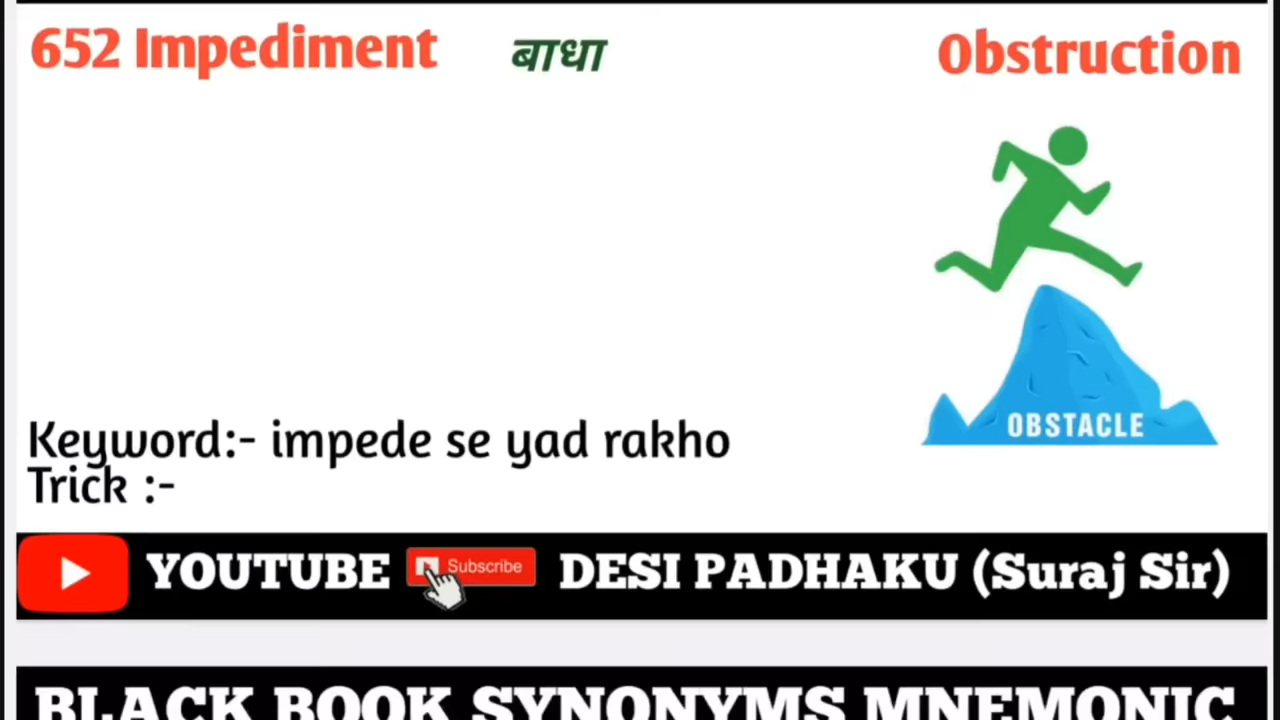 652 Impediment बाधा Obstruction
OBSTACLE
Keyword:- impede se yad rakho
Trick :-
YOUTUBE Subscribe DESI PADHAKU (Suraj Sir)
BLACK BOOK SYNONYMS MNEMONIC